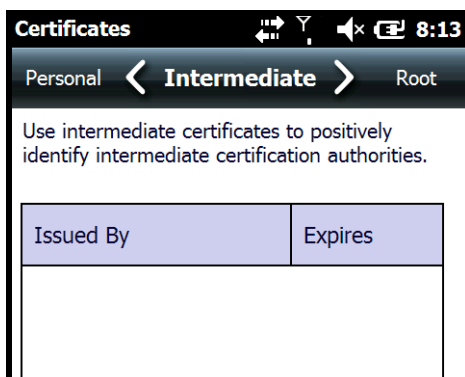 Certificates 8:13
Personal Intermediate Root
Use intermediate certificates to positively
identify intermediate certification authorities.
Issued By Expires